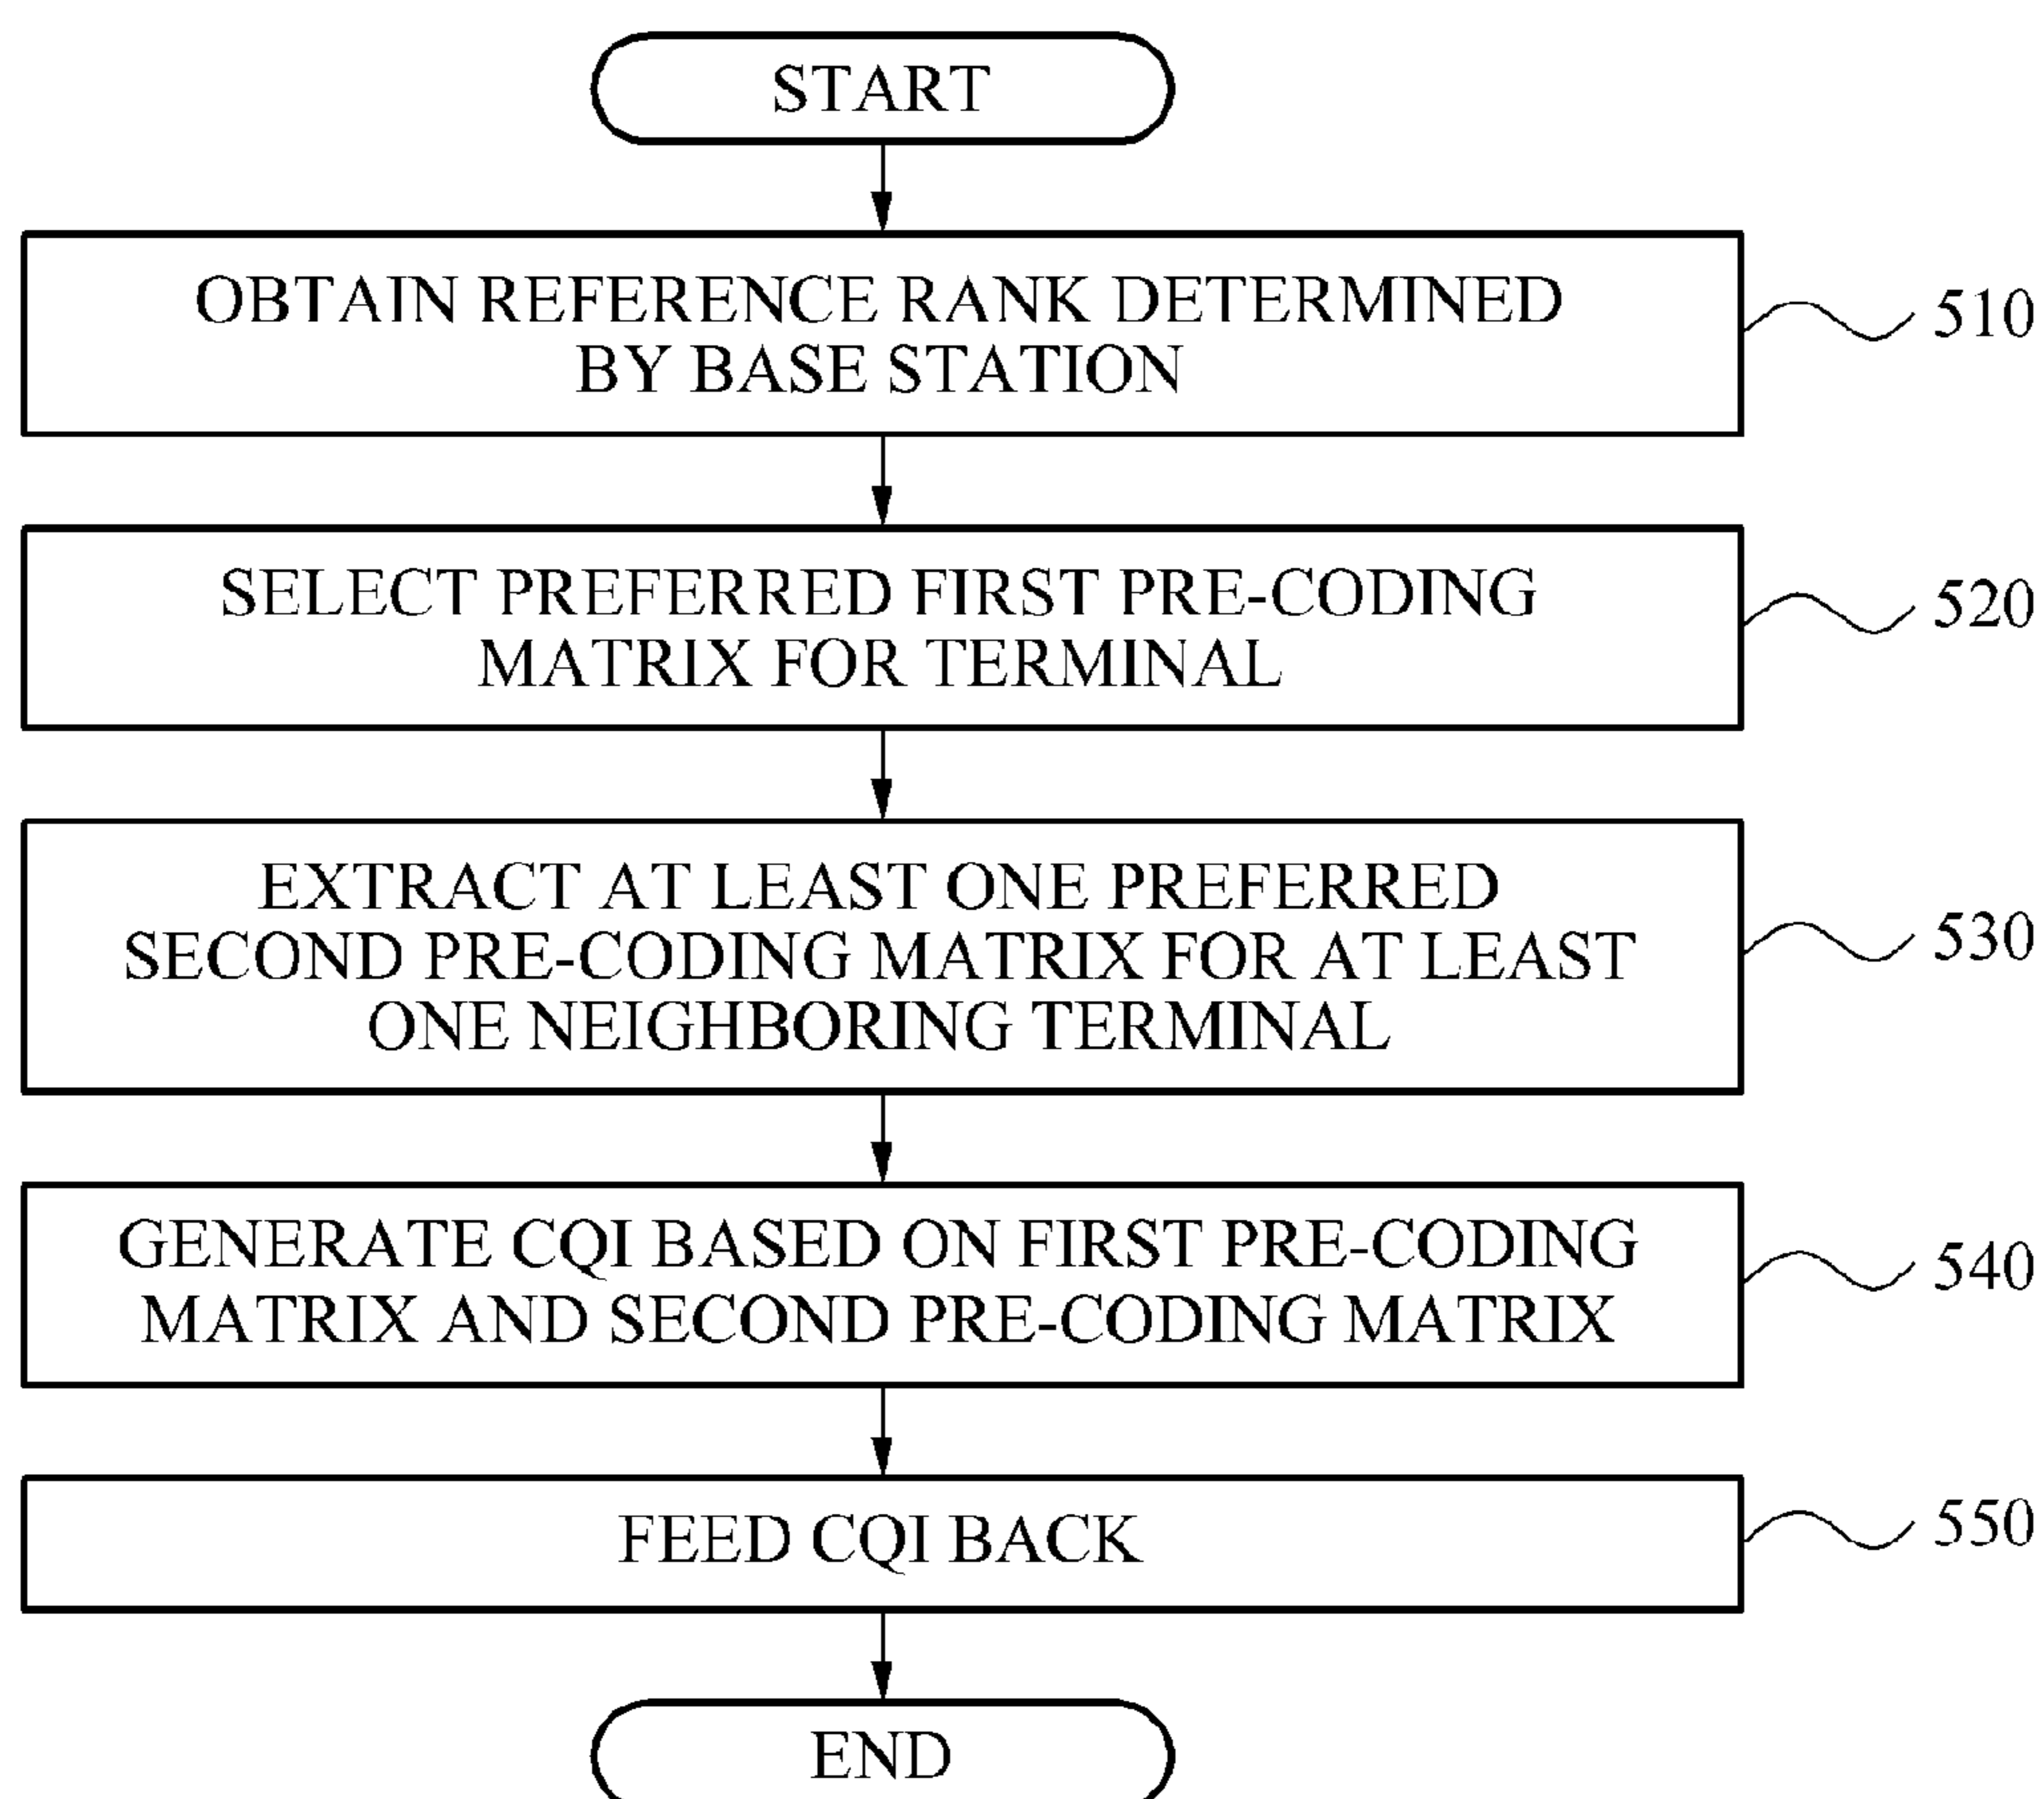 START
OBTAIN REFERENCE RANK DETERMINED
BY BASE STATION
510
SELECT PREFERRED FIRST PRE-CODING
MATRIX FOR TERMINAL
520
EXTRACT AT LEAST ONE PREFERRED
SECOND PRE-CODING MATRIX FOR AT LEAST
ONE NEIGHBORING TERMINAL
530
GENERATE CQI BASED ON FIRST PRE-CODING
MATRIX AND SECOND PRE-CODING MATRIX
540
FEED CQI BACK
550
END